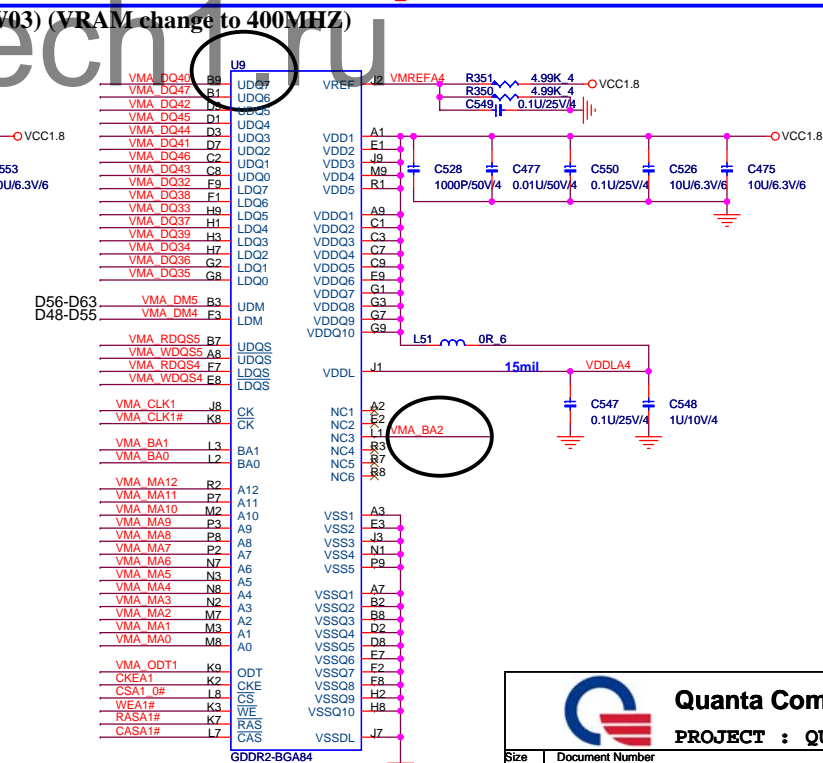 V03) (VRAM change to 400MHZ)
ech1.ru
U9
VMA_DQ40 B9 UDQ7
VMA_DQ47 B1 UDQ6
VMA_DQ42 D9 UDQ5
VMA_DQ45 D1 UDQ4
VMA_DQ44 D3 UDQ3
VMA_DQ41 D7 UDQ2
VMA_DQ46 C2 UDQ1
VMA_DQ43 C8 UDQ0
VMA_DQ32 F9 LDQ7
VMA_DQ38 F1 LDQ6
VMA_DQ33 H9 LDQ5
VMA_DQ37 H1 LDQ4
VMA_DQ39 H3 LDQ3
VMA_DQ34 H7 LDQ2
VMA_DQ36 G2 LDQ1
VMA_DQ35 G8 LDQ0
D56-D63 VMA_DM5 B3 UDM
D48-D55 VMA_DM4 F3 LDM
VMA_RDQS5 B7 UDQS
VMA_WDQS5 A8 UDQS
VMA_RDQS4 F7 LDQS
VMA_WDQS4 E8 LDQS
VMA_CLK1 J8 CK
VMA_CLK1# K8 CK
VMA_BA1 L3 BA1
VMA_BA0 L2 BA0
VMA_MA12 R2 A12
VMA_MA11 P7 A11
VMA_MA10 M2 A10
VMA_MA9 P3 A9
VMA_MA8 P8 A8
VMA_MA7 P2 A7
VMA_MA6 N7 A6
VMA_MA5 N3 A5
VMA_MA4 N8 A4
VMA_MA3 N2 A3
VMA_MA2 M7 A2
VMA_MA1 M3 A1
VMA_MA0 M8 A0
VMA_ODT1 K9 ODT
CKEA1 K2 CKE
CSA1_0# L8 CS
WEA1# K3 WE
RASA1# K7 RAS
CASA1# L7 CAS
GDDR2-BGA84
VREF J2 VMREFA4
R351 4.99K_4 VCC1.8
R350 4.99K_4
C549 0.1U/25V/4
VDD1 A1
VDD2 E1
VDD3 J9
VDD4 M9
VDD5 R1
VCC1.8
VCC1.8
553
0U/6.3V/6
C528
1000P/50V/4
C477
0.01U/50V/4
C550
0.1U/25V/4
C526
10U/6.3V/6
C475
10U/6.3V/6
VDDQ1 A9
VDDQ2 C1
VDDQ3 C3
VDDQ4 C7
VDDQ5 C9
VDDQ6 E9
VDDQ7 G1
VDDQ8 G3
VDDQ9 G7
VDDQ10 G9
L51 0R_6
VDDL J1 15mil VDDLA4
C547
0.1U/25V/4
C548
1U/10V/4
NC1 A2
NC2 E2
NC3 L1 VMA_BA2
NC4 R3
NC5 R7
NC6 R8
VSS1 A3
VSS2 E3
VSS3 J3
VSS4 N1
VSS5 P9
VSSQ1 A7
VSSQ2 B2
VSSQ3 B8
VSSQ4 D2
VSSQ5 D8
VSSQ6 E7
VSSQ7 F2
VSSQ8 F8
VSSQ9 H2
VSSQ10 H8
VSSDL J7
Quanta Com
PROJECT : QU
Size Document Number